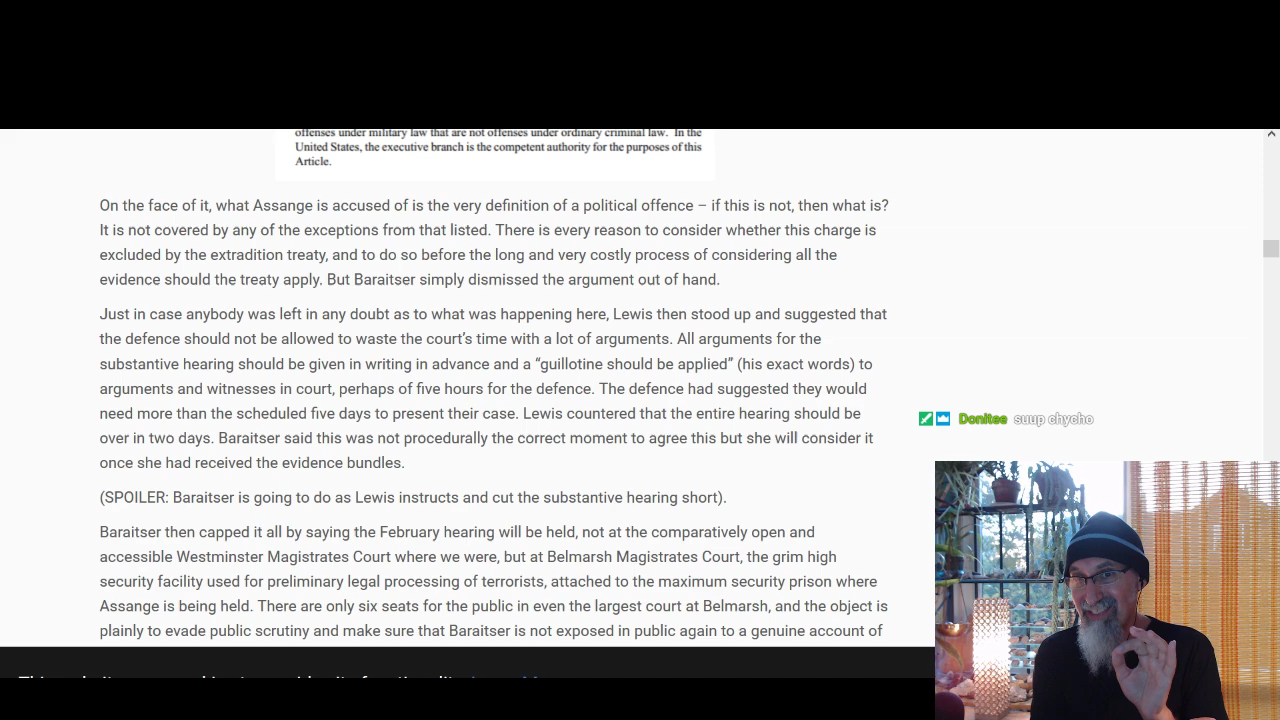 offenses under military law that are not offenses under ordinary criminal law. In the
United States, the executive branch is the competent authority for the purposes of this
Article.
On the face of it, what Assange is accused of is the very definition of a political offence – if this is not, then what is?
It is not covered by any of the exceptions from that listed. There is every reason to consider whether this charge is
excluded by the extradition treaty, and to do so before the long and very costly process of considering all the
evidence should the treaty apply. But Baraitser simply dismissed the argument out of hand.
Just in case anybody was left in any doubt as to what was happening here, Lewis then stood up and suggested that
the defence should not be allowed to waste the court’s time with a lot of arguments. All arguments for the
substantive hearing should be given in writing in advance and a “guillotine should be applied” (his exact words) to
arguments and witnesses in court, perhaps of five hours for the defence. The defence had suggested they would
need more than the scheduled five days to present their case. Lewis countered that the entire hearing should be
over in two days. Baraitser said this was not procedurally the correct moment to agree this but she will consider it
once she had received the evidence bundles.
(SPOILER: Baraitser is going to do as Lewis instructs and cut the substantive hearing short).
Baraitser then capped it all by saying the February hearing will be held, not at the comparatively open and
accessible Westminster Magistrates Court where we were, but at Belmarsh Magistrates Court, the grim high
security facility used for preliminary legal processing of terrorists, attached to the maximum security prison where
Assange is being held. There are only six seats for the public in even the largest court at Belmarsh, and the object is
plainly to evade public scrutiny and make sure that Baraitser is not exposed in public again to a genuine account of
Donitee suup chycho